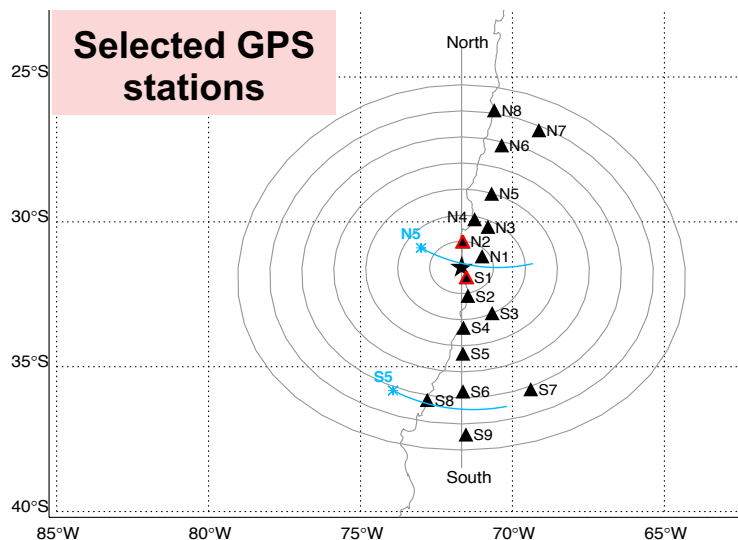 Selected GPS
stations
North
25°S
N8
N7
N6
N5
30°S
N4
N3
N5
N2
N1
S1
S2
S3
S4
S5
35°S
S5
S6
S7
S8
S9
South
40°S
85°W
80°W
75°W
70°W
65°W